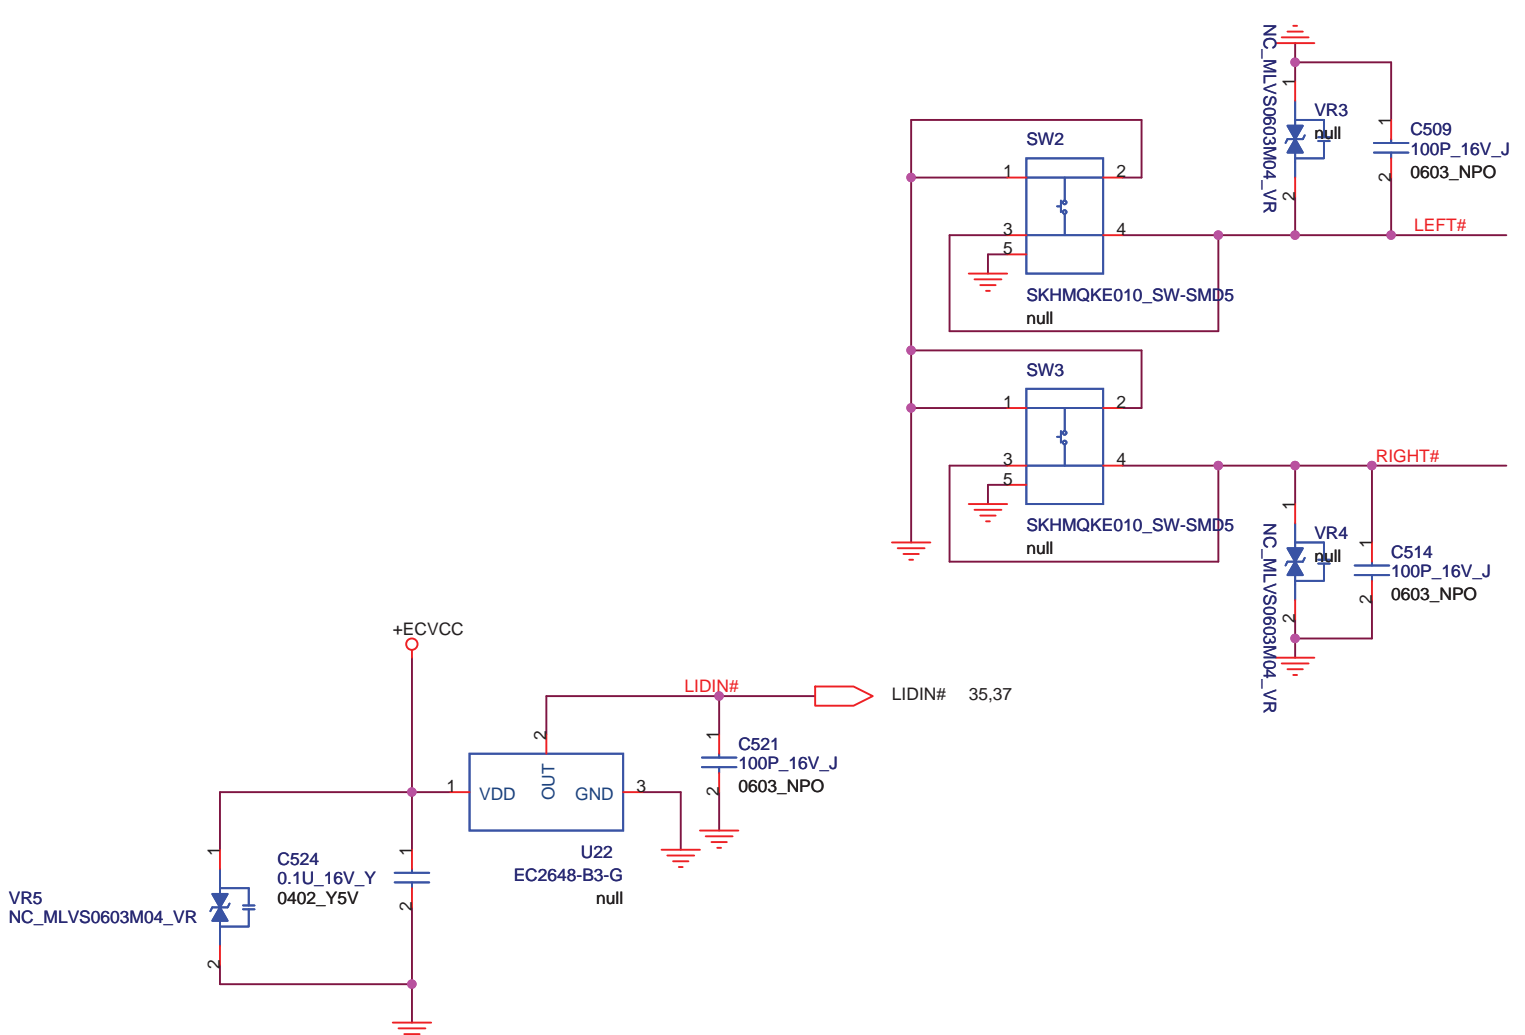 NC_MLVS0603M04_VR
1
VR3
null
2
1
C509
100P_16V_J
0603_NPO
2
LEFT#
SW2
1
2
3
4
5
SKHMQKE010_SW-SMD5
null
SW3
1
2
3
4
5
SKHMQKE010_SW-SMD5
null
RIGHT#
NC_MLVS0603M04_VR
1
VR4
null
2
1
C514
100P_16V_J
0603_NPO
2
+ECVCC
LIDIN#
LIDIN# 35,37
2
1
C521
100P_16V_J
0603_NPO
2
1
VDD
OUT
GND
3
U22
EC2648-B3-G
null
1
C524
0.1U_16V_Y
0402_Y5V
1
2
VR5
NC_MLVS0603M04_VR
2